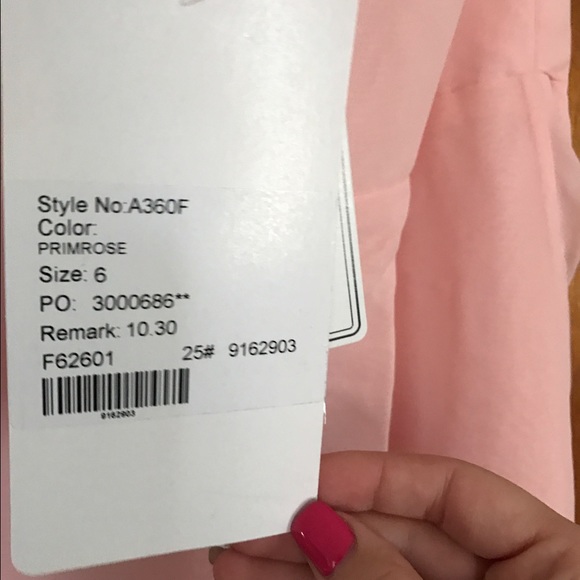 Style No:A360F
Color:
PRIMROSE
Size: 6
PO: 3000686**
Remark: 10.30
F62601 25# 9162903
9162903